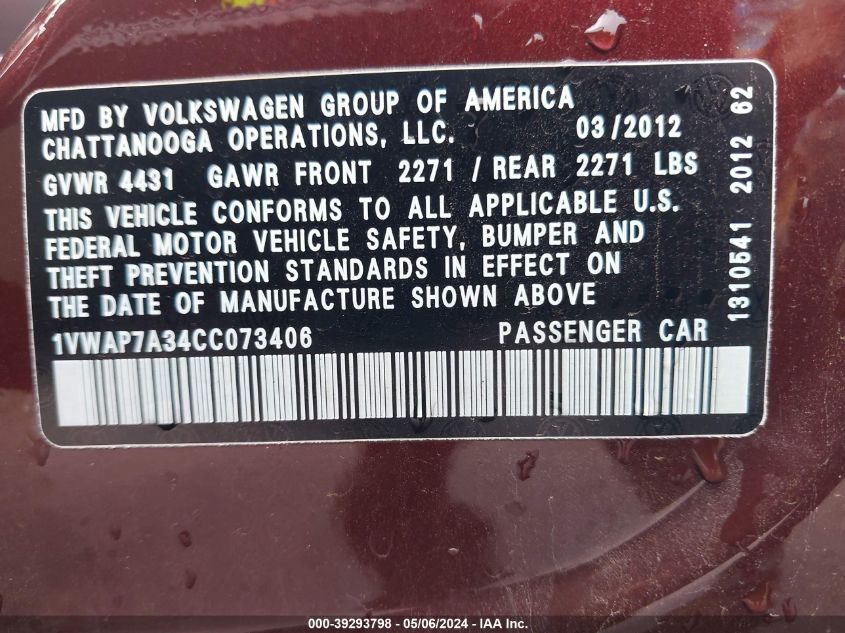 MFD BY VOLKSWAGEN GROUP OF AMERICA
CHATTANOOGA OPERATIONS, LLC. 03/2012
GVWR 4431 GAWR FRONT 2271 / REAR 2271 LBS
THIS VEHICLE CONFORMS TO ALL APPLICABLE U.S.
FEDERAL MOTOR VEHICLE SAFETY, BUMPER AND
THEFT PREVENTION STANDARDS IN EFFECT ON
THE DATE OF MANUFACTURE SHOWN ABOVE
1VWAP7A34CC073406 PASSENGER CAR
1310541 2012 62
000-39293798 - 05/06/2024 - IAA Inc.